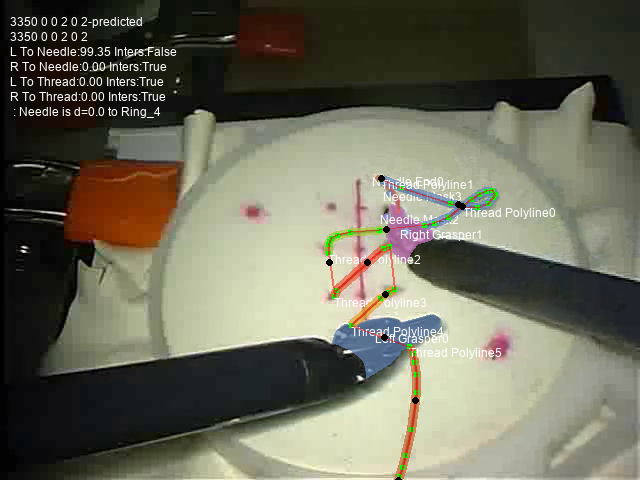 3350 0 0 2 0 2-predicted
3350 0 0 2 0 2
L To Needle:99.35 Inters:False
R To Needle:0.00 Inters:True
L To Thread:0.00 Inters:True
R To Thread:0.00 Inters:True
: Needle is d=0.0 to Ring_4
Thread Polyline1
Thread Polyline0
Right Grasper1
Thread Polyline2
Thread Polyline3
Thread Polyline4
Left Grasper0
Thread Polyline5